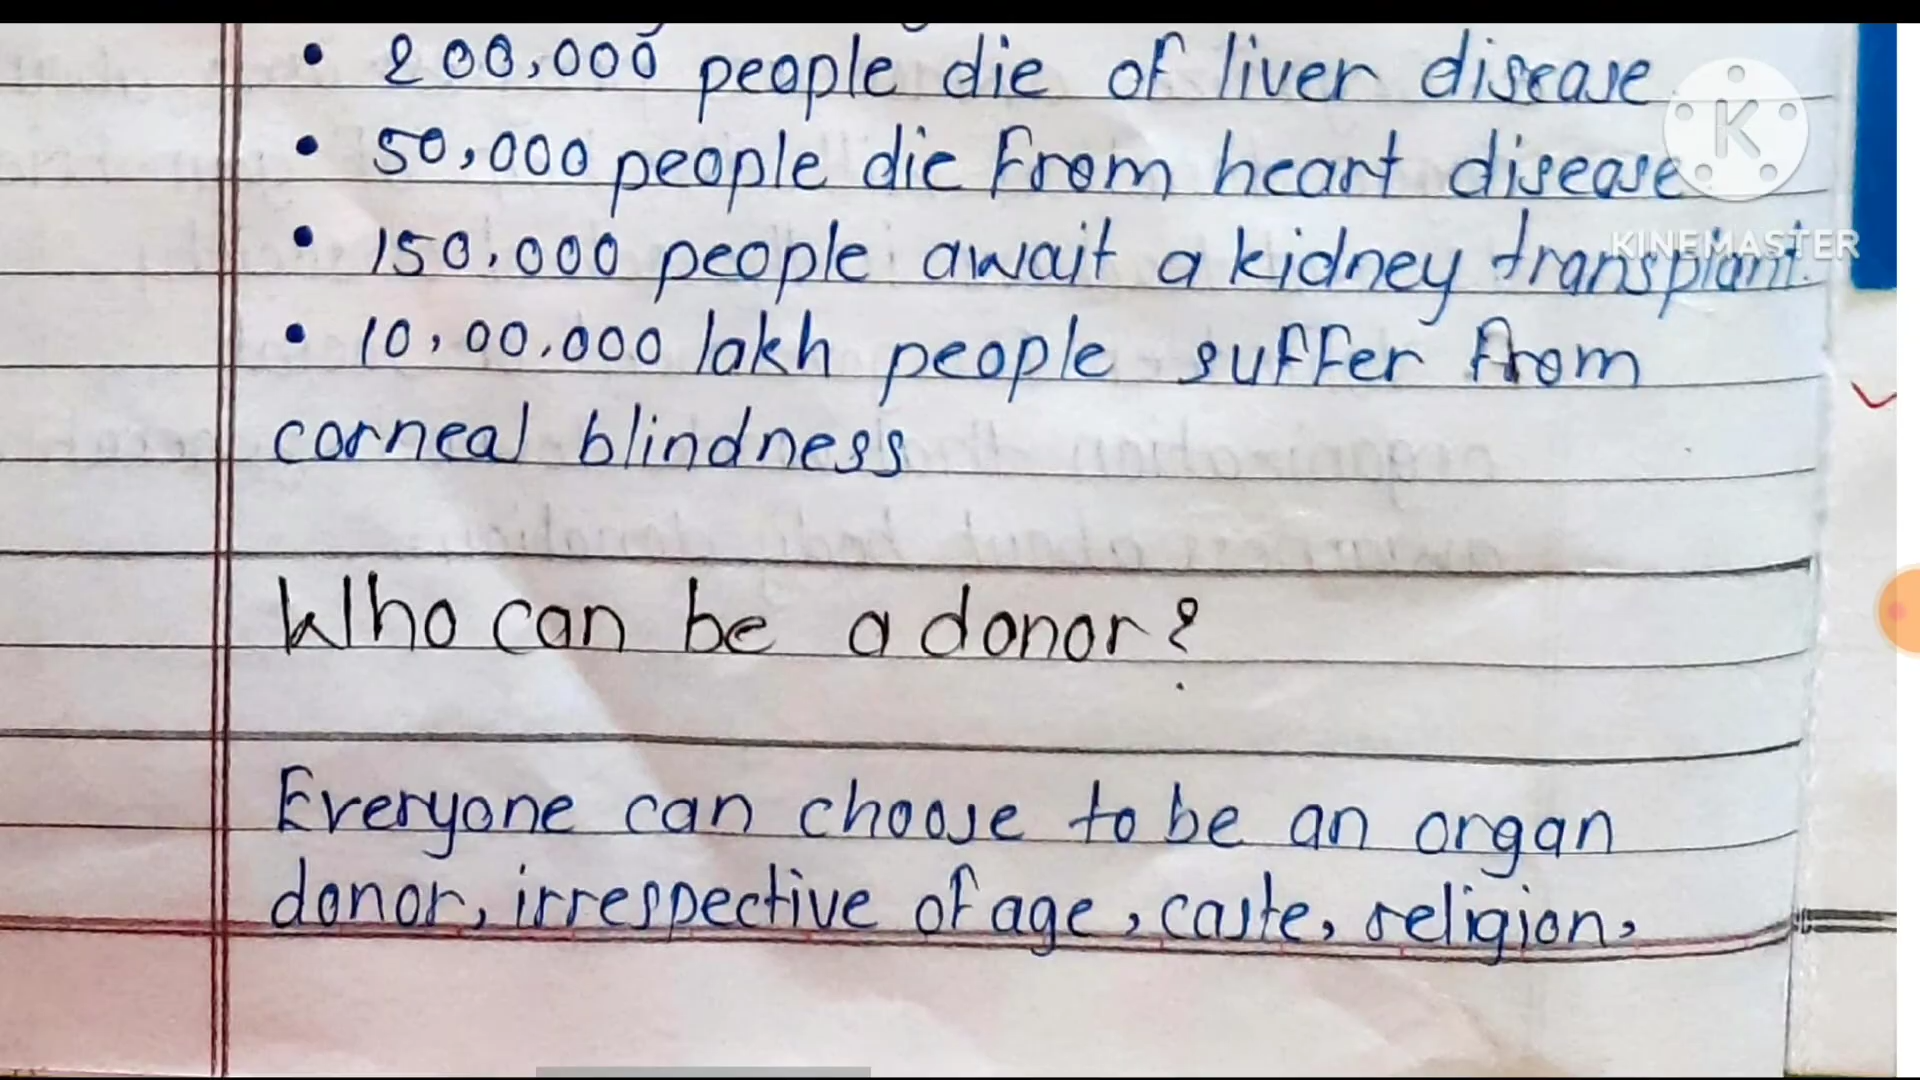 • 200,000 people die of liver disease
• 50,000 people die from heart disease
• 150,000 people await a kidney transplant.
• 10,00,000 lakh people suffer from
corneal blindness
Who can be a donor?
Everyone can choose to be an organ
donor, irrespective of age, caste, religion,
K
KINEMASTER